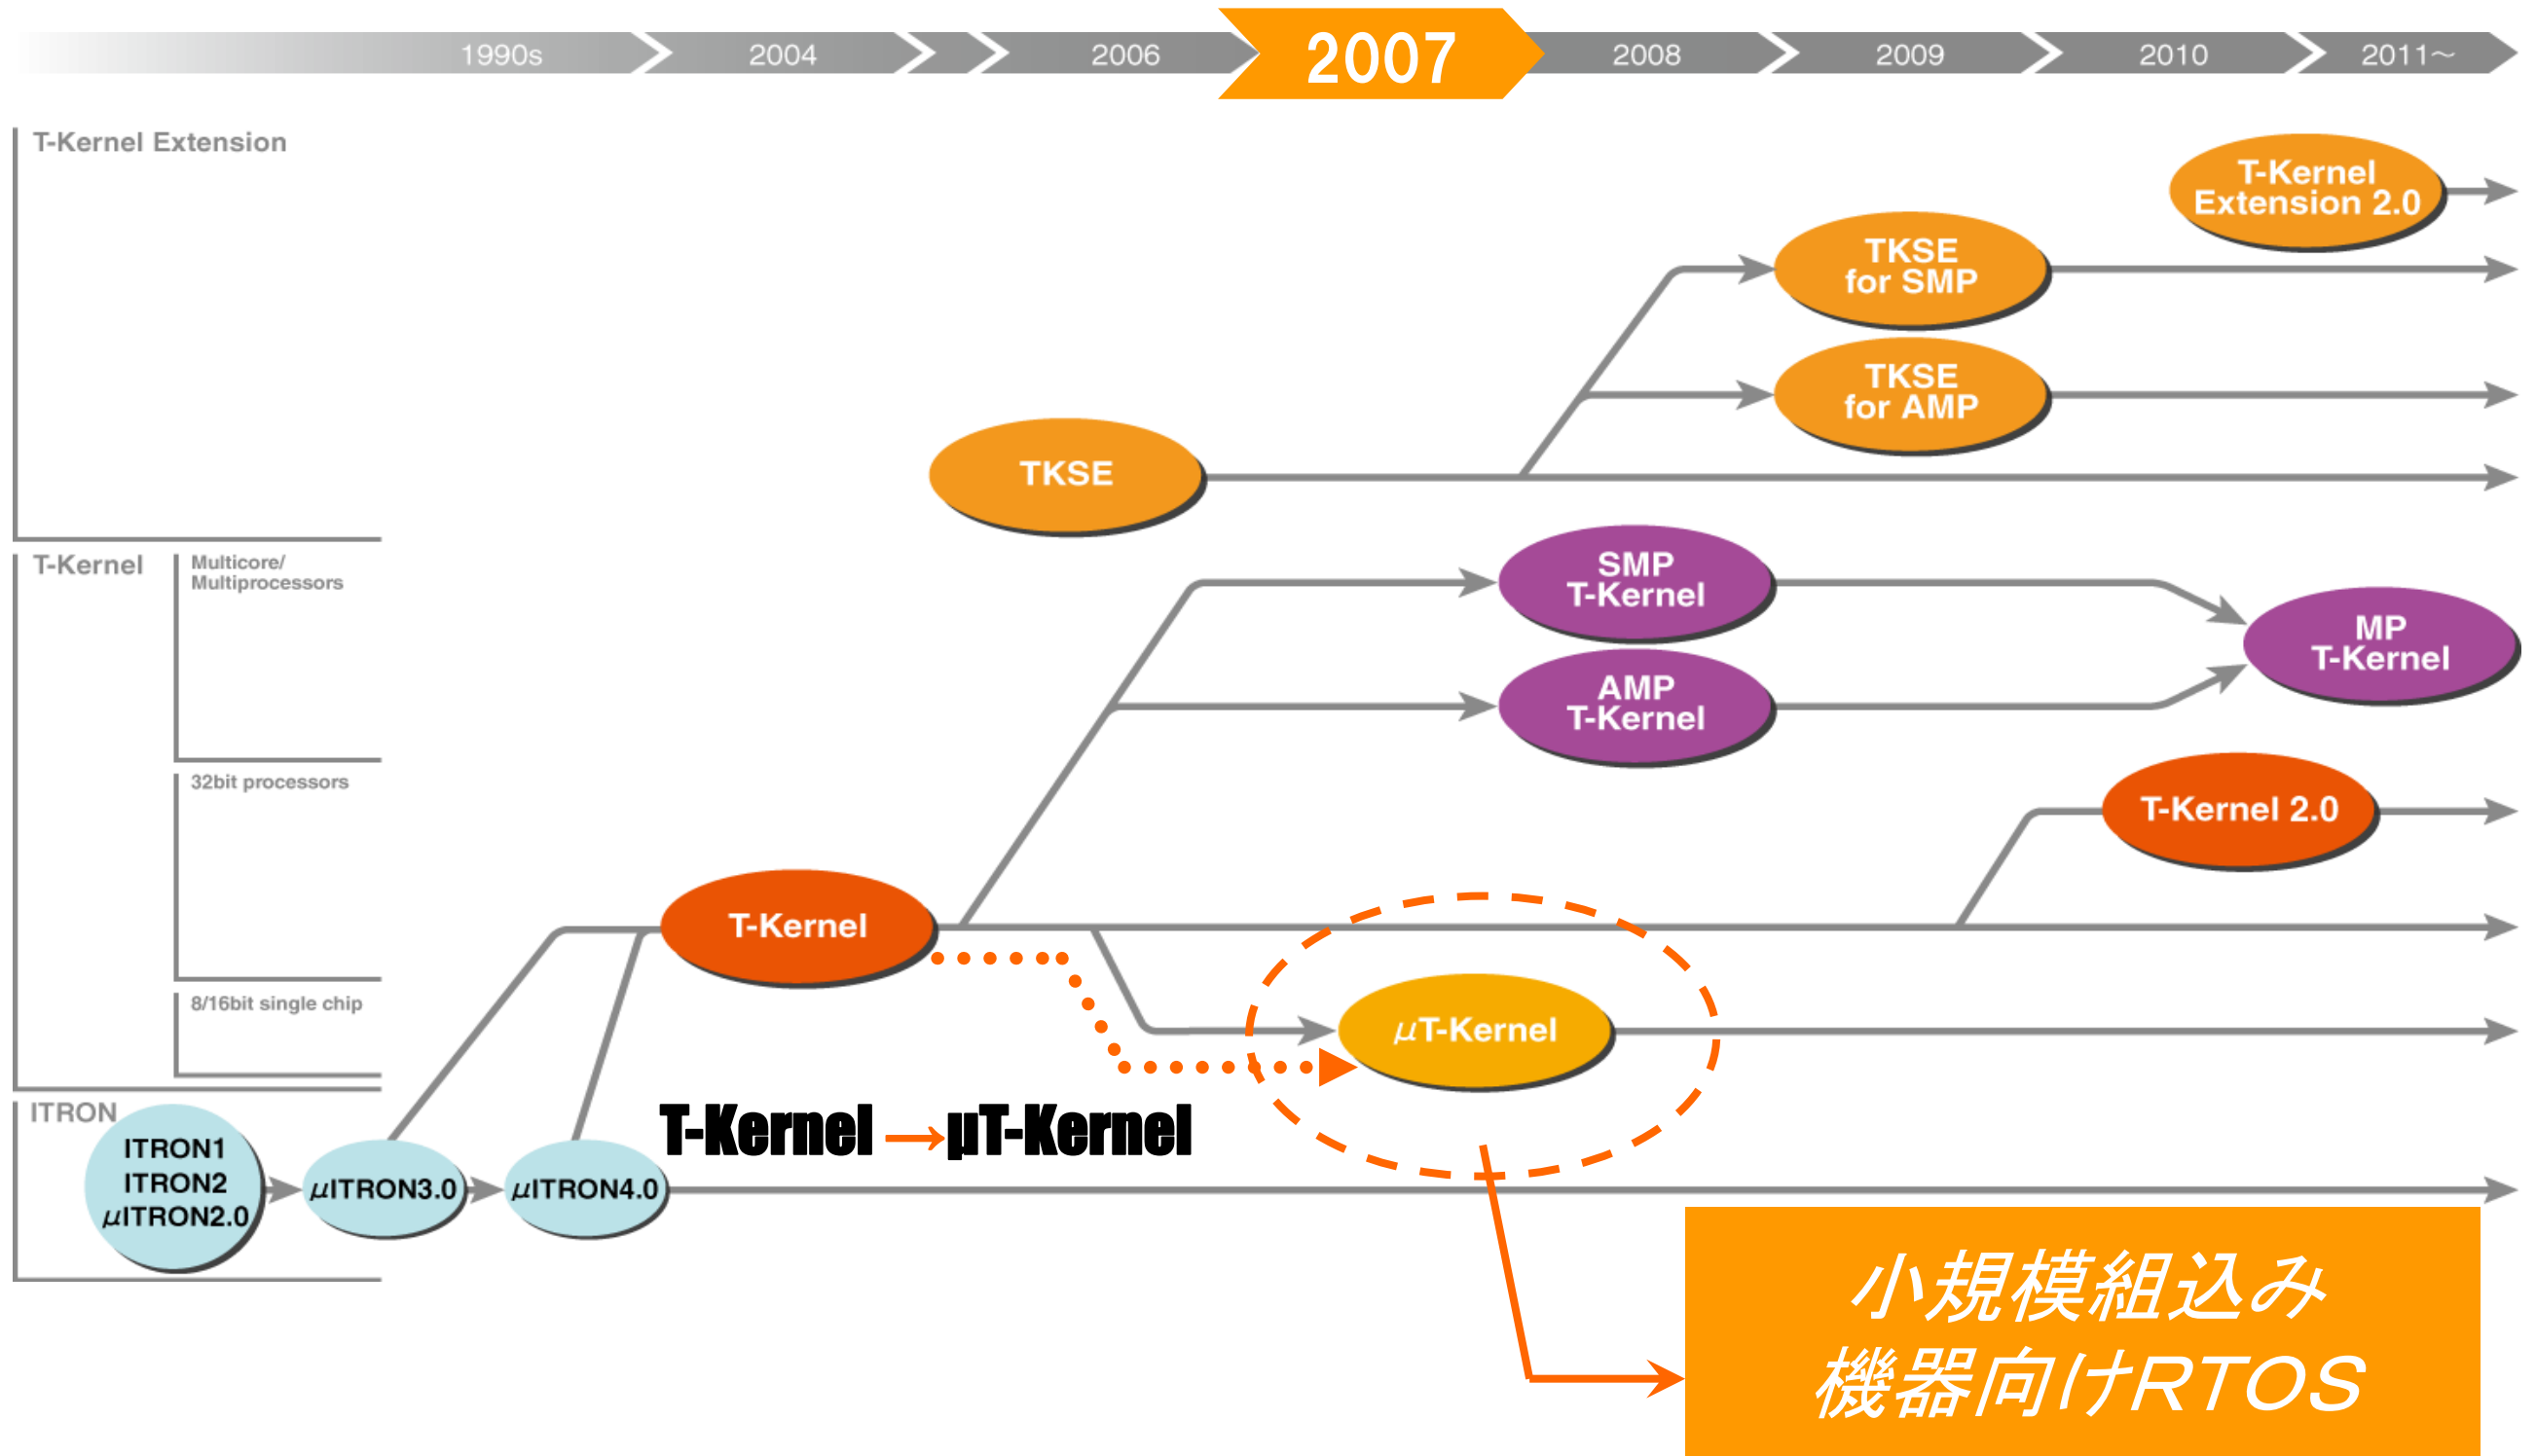 1990s
2004
2006
2007
2008
2009
2010
2011～
T-Kernel Extension
T-Kernel
Extension 2.0
TKSE
for SMP
TKSE
for AMP
TKSE
T-Kernel
Multicore/
Multiprocessors
SMP
T-Kernel
MP
T-Kernel
AMP
T-Kernel
32bit processors
T-Kernel 2.0
T-Kernel
8/16bit single chip
μT-Kernel
ITRON
ITRON1
ITRON2
μITRON2.0
μITRON3.0
μITRON4.0
T-Kernel→μT-Kernel
小規模組込み
機器向けRTOS